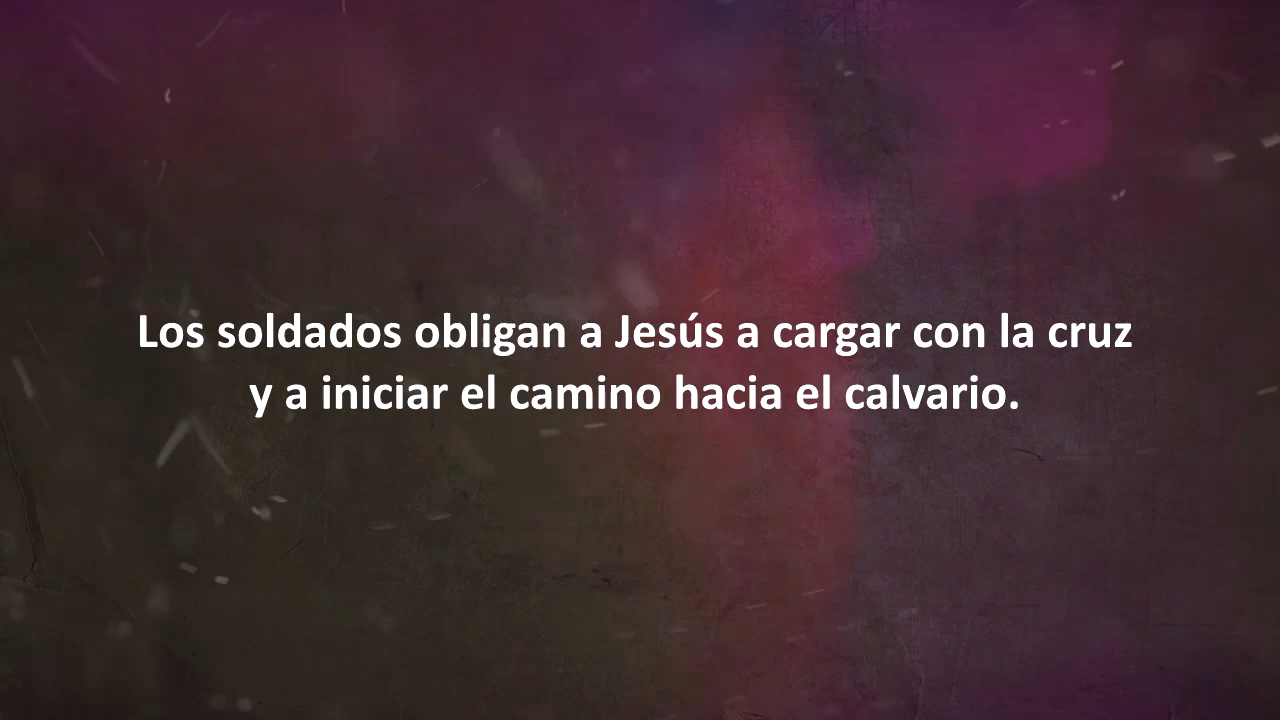 Los soldados obligan a Jesús a cargar con la cruz
y a iniciar el camino hacia el calvario.